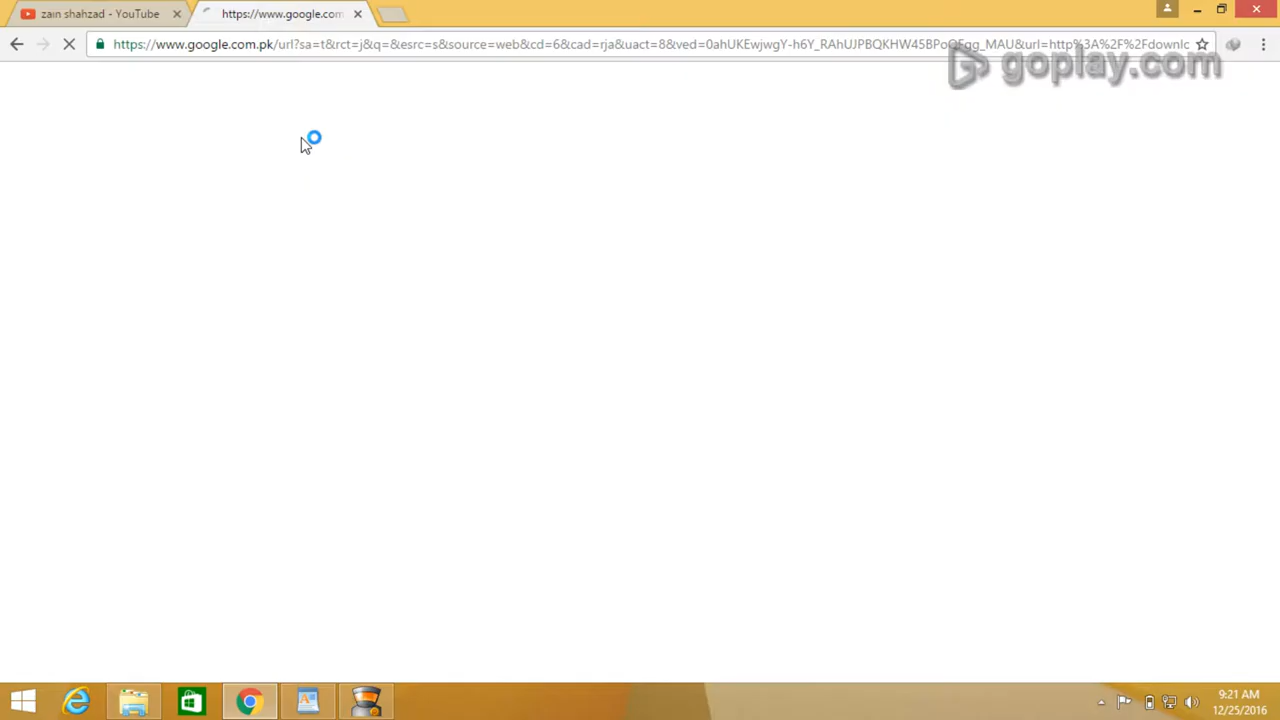 zain shahzad - YouTube
https://www.google.com
https://www.google.com.pk/url?sa=t&rct=j&q=&esrc=s&source=web&cd=6&cad=rja&uact=8&ved=0ahUKEwjwgY-h6Y_RAhUJPBQKHW45BPoQFgg_MAU&url=http%3A%2F%2Fdownlc
goplay.com
9:21 AM
12/25/2016